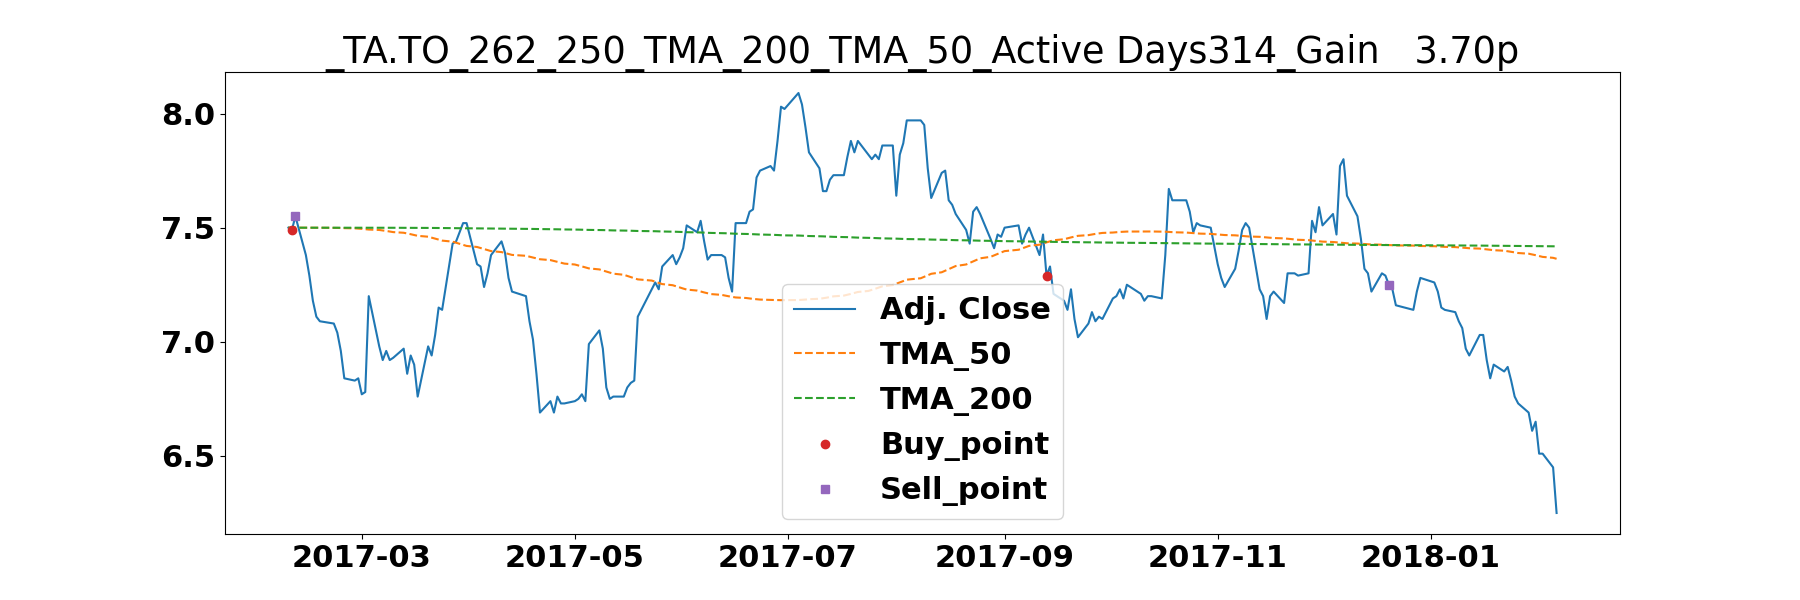 _TA.TO_262_250_TMA_200_TMA_50_Active Days314_Gain   3.70p
8.0
7.5
7.0
6.5
Adj. Close
TMA_50
TMA_200
Buy_point
Sell_point
2017-03 2017-05 2017-07 2017-09 2017-11 2018-01